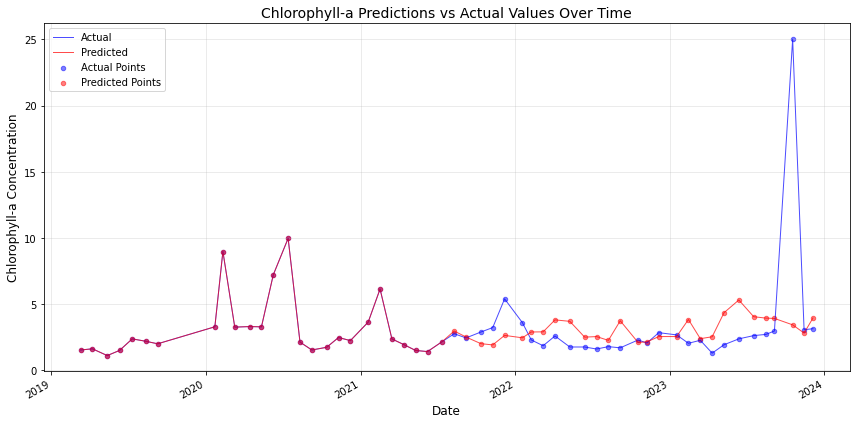 Chlorophyll-a Predictions vs Actual Values Over Time
Actual
Predicted
Actual Points
Predicted Points
Chlorophyll-a Concentration
25
20
15
10
5
0
2019
2020
2021
2022
2023
2024
Date